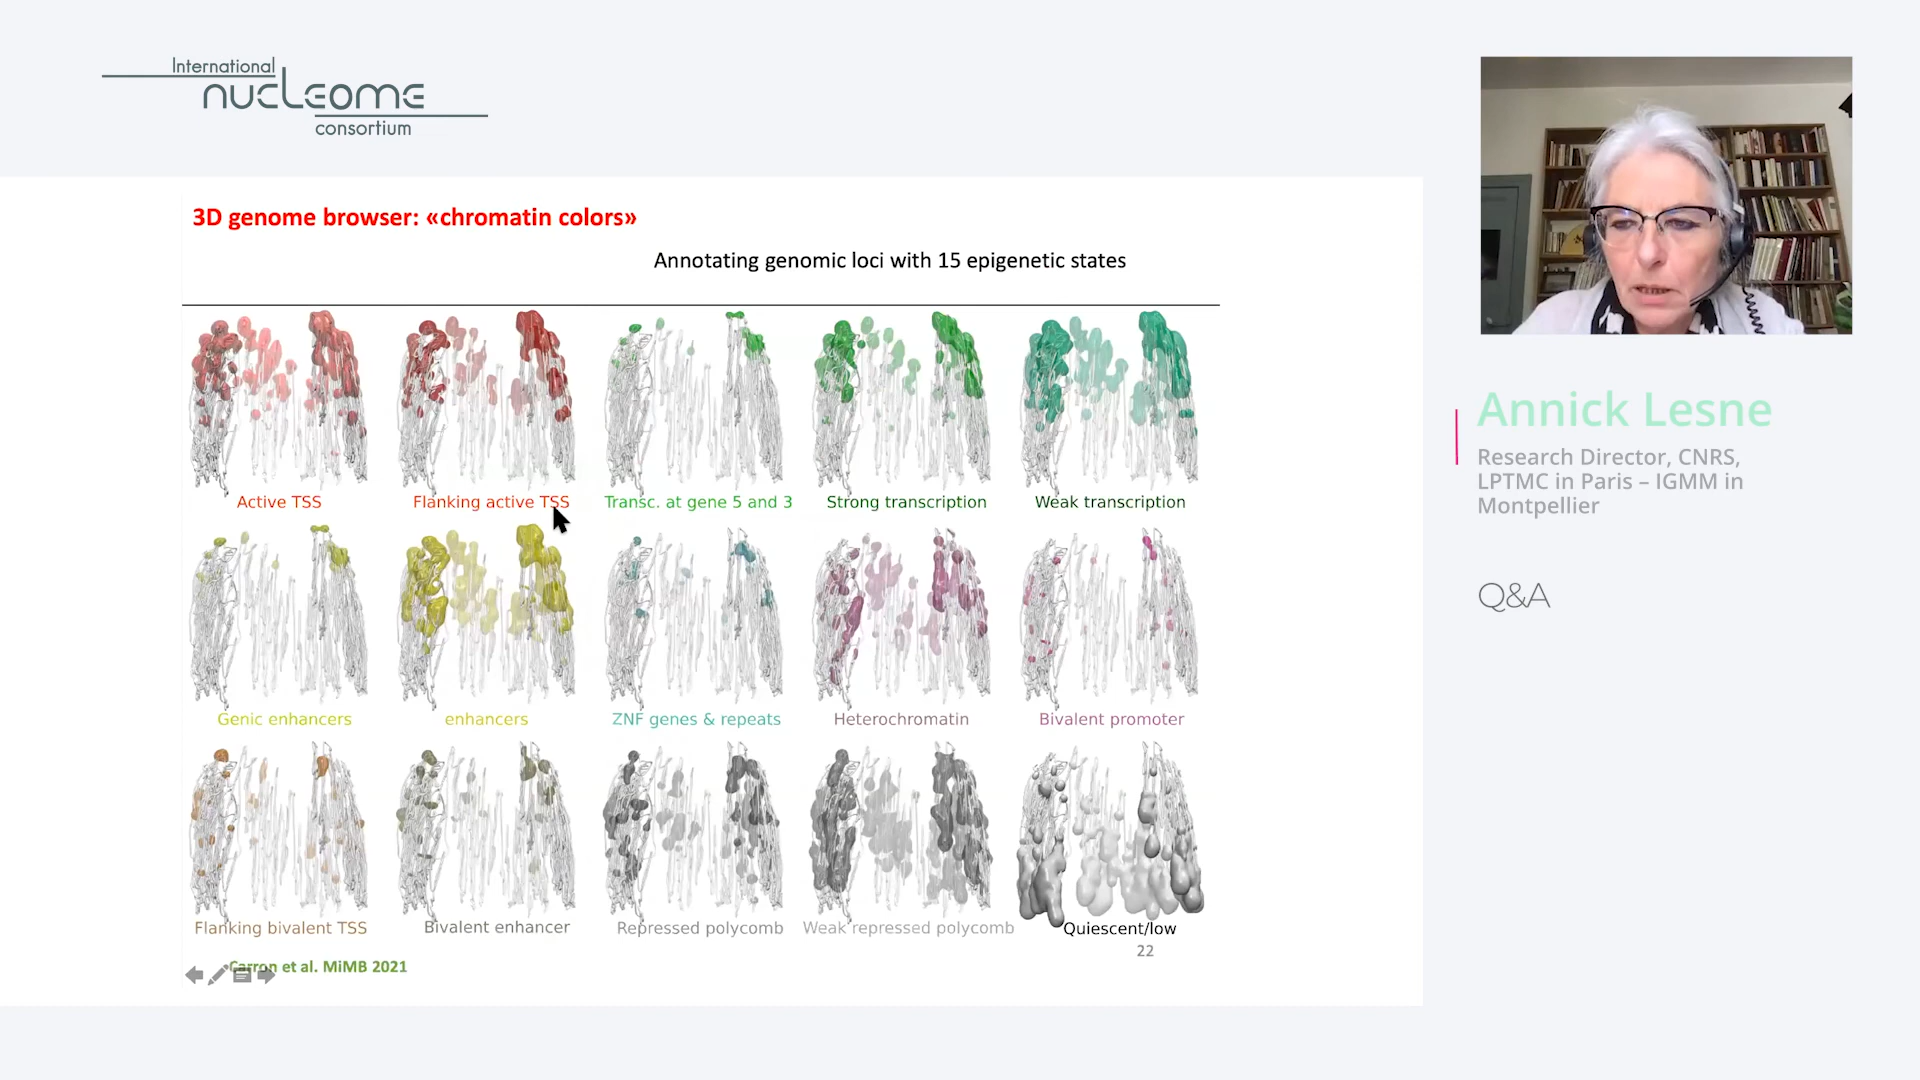 International
nucleome
consortium
3D genome browser: «chromatin colors»
Annotating genomic loci with 15 epigenetic states
Active TSS
Flanking active TSS
Transc. at gene 5 and 3
Strong transcription
Weak transcription
Genic enhancers
enhancers
ZNF genes & repeats
Heterochromatin
Bivalent promoter
Flanking bivalent TSS
Bivalent enhancer
Repressed polycomb
Weak repressed polycomb
Quiescent/low
22
Carron et al. MiMB 2021
Annick Lesne
Research Director, CNRS,
LPTMC in Paris – IGMM in
Montpellier
Q&A